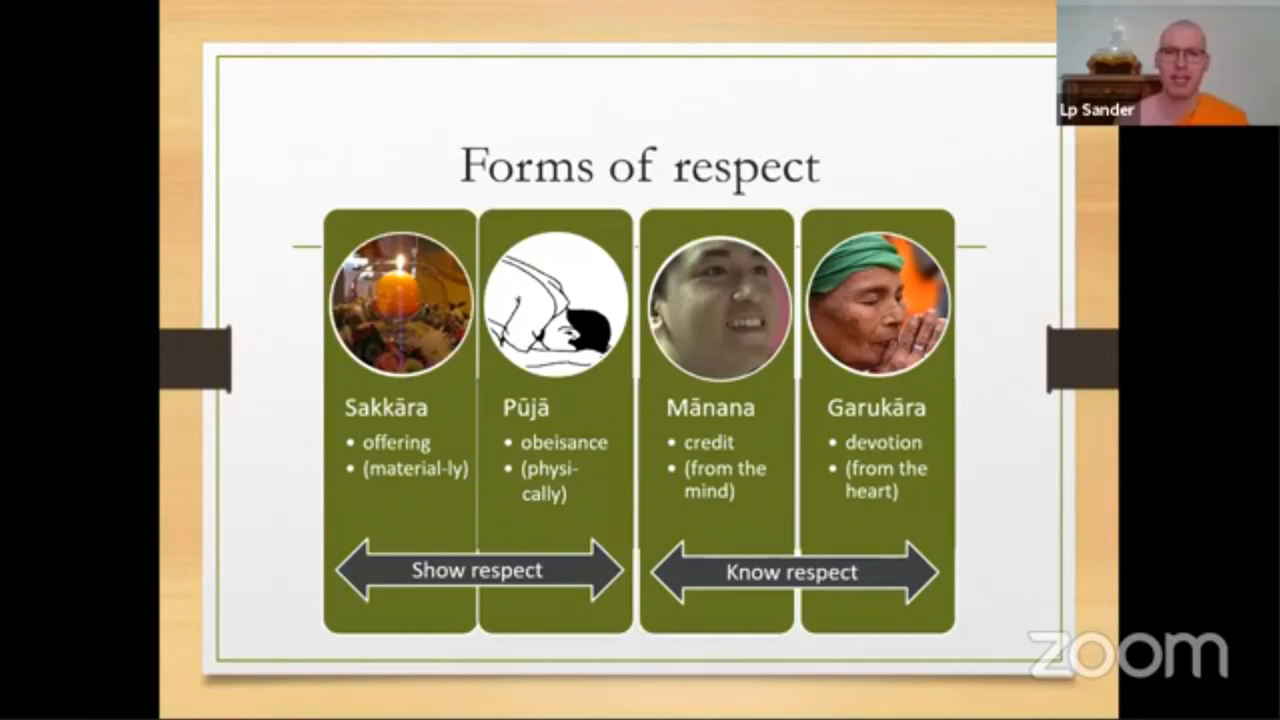 Lp Sander
Forms of respect
Sakkāra
• offering
• (material-ly)
Pūjā
• obeisance
• (physi-
cally)
Mānana
• credit
• (from the
mind)
Garukāra
• devotion
• (from the
heart)
Show respect
Know respect
zoom